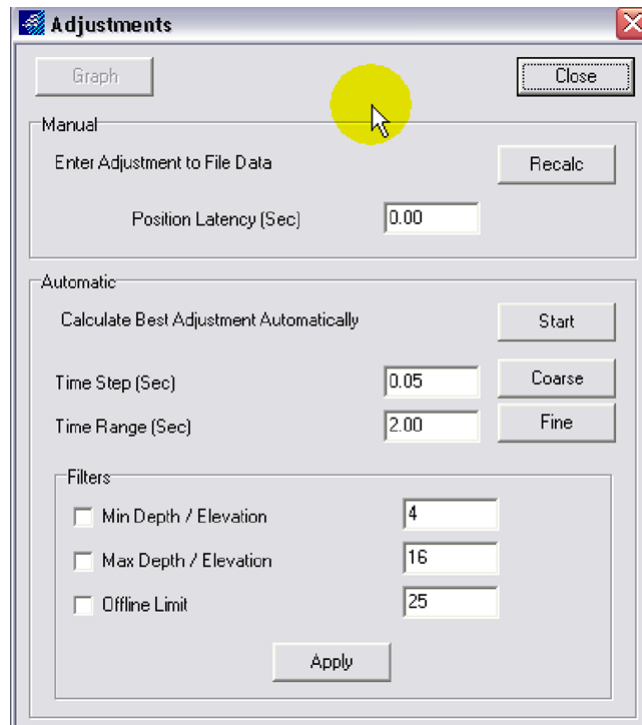 Adjustments
Graph Close
Manual
Enter Adjustment to File Data Recalc
Position Latency (Sec) 0.00
Automatic
Calculate Best Adjustment Automatically Start
Time Step (Sec) 0.05 Coarse
Time Range (Sec) 2.00 Fine
Filters
Min Depth / Elevation 4
Max Depth / Elevation 16
Offline Limit 25
Apply